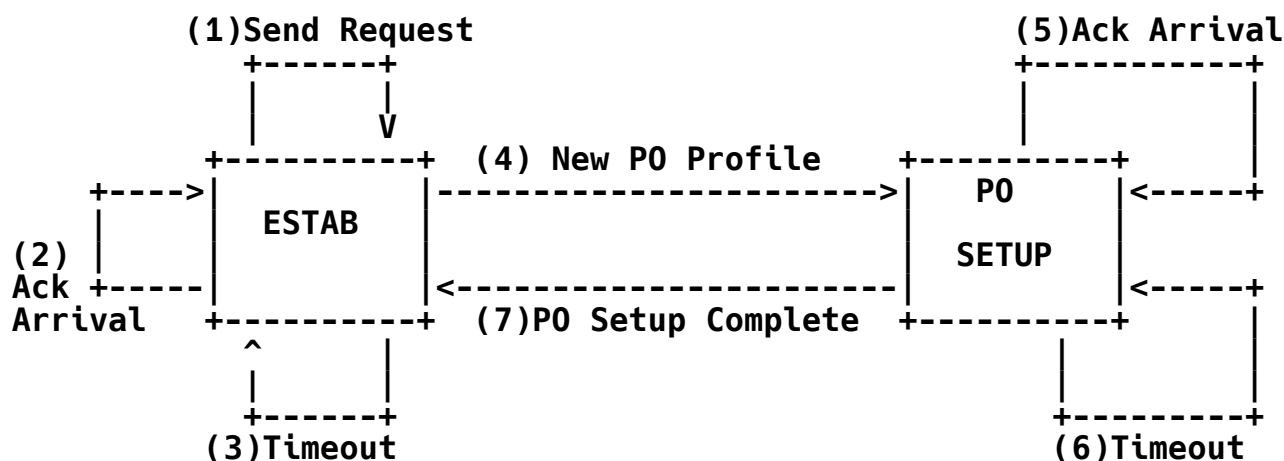 (1)Send Request (5)Ack Arrival
(4) New PO Profile
PO
ESTAB
(2) SETUP
Ack
Arrival (7)PO Setup Complete
(3)Timeout (6)Timeout